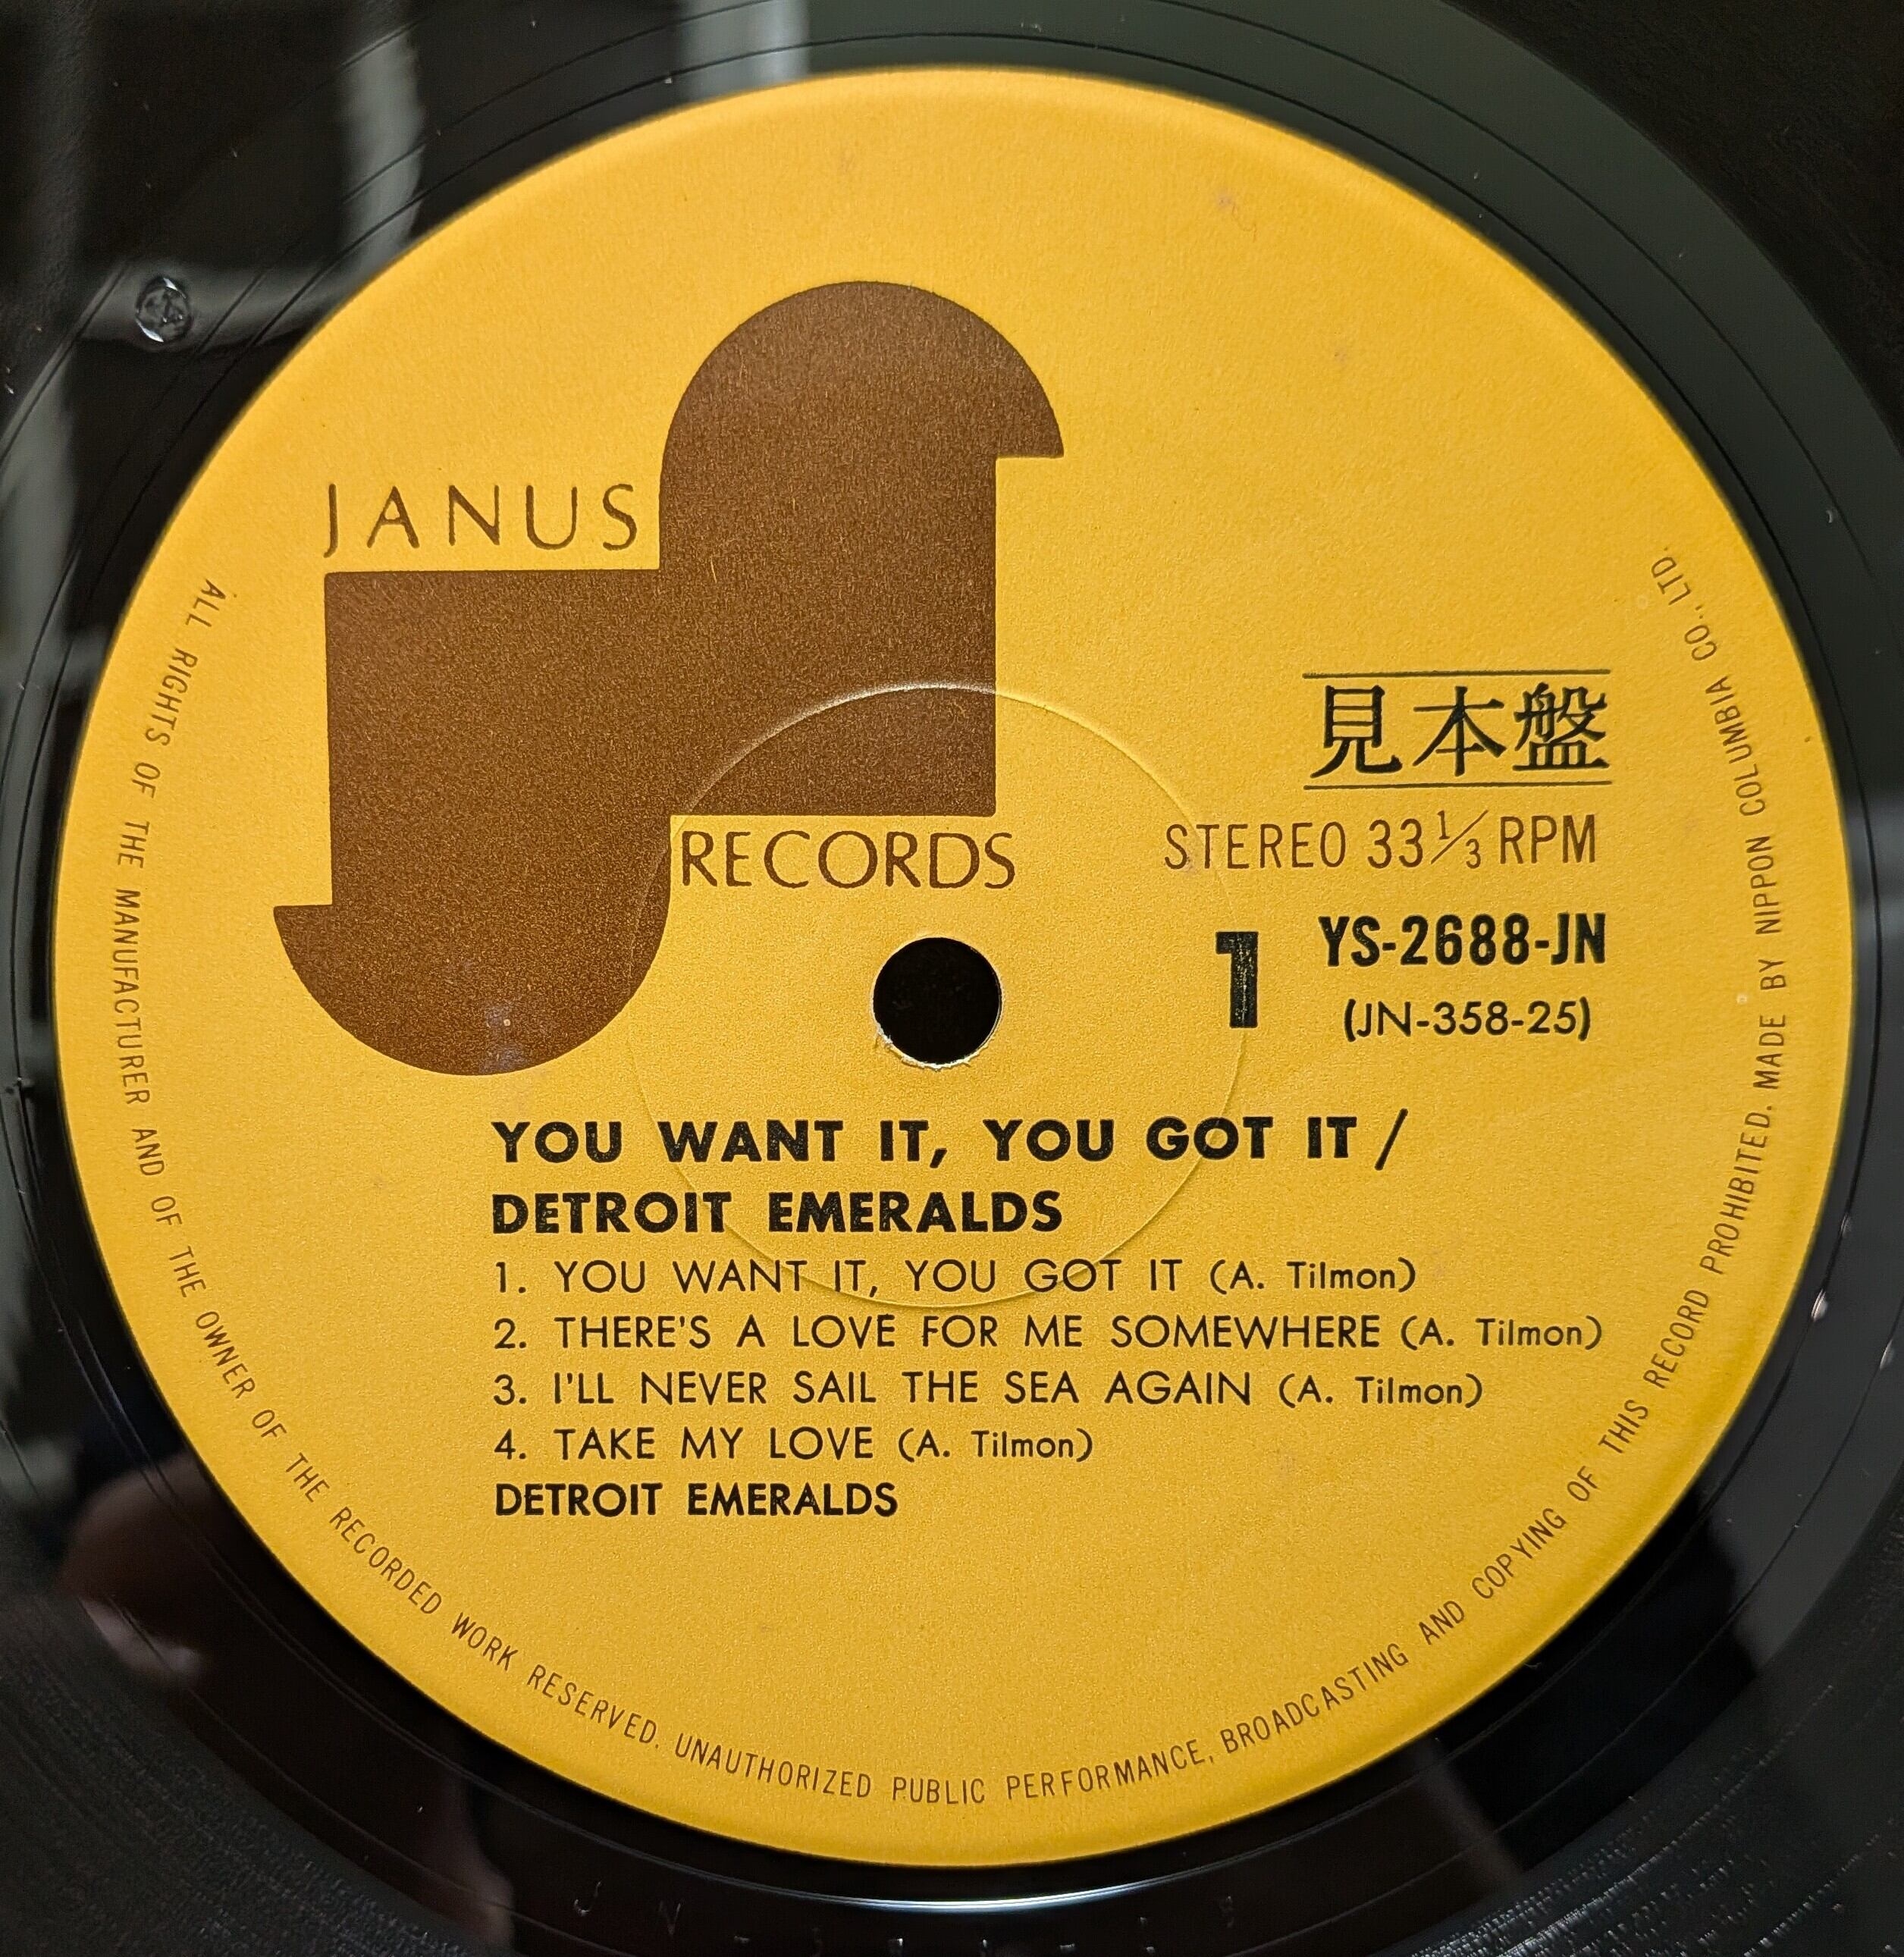 JANUS
RECORDS
見本盤
STEREO 33 1/3 RPM
1 YS-2688-JN
(JN-358-25)
YOU WANT IT, YOU GOT IT /
DETROIT EMERALDS
1. YOU WANT IT, YOU GOT IT (A. Tilmon)
2. THERE'S A LOVE FOR ME SOMEWHERE (A. Tilmon)
3. I'LL NEVER SAIL THE SEA AGAIN (A. Tilmon)
4. TAKE MY LOVE (A. Tilmon)
DETROIT EMERALDS
ALL RIGHTS OF THE MANUFACTURER AND OF THE OWNER OF THE RECORDED WORK RESERVED. UNAUTHORIZED PUBLIC PERFORMANCE, BROADCASTING AND COPYING OF THIS RECORD PROHIBITED. MADE BY NIPPON COLUMBIA CO., LTD.